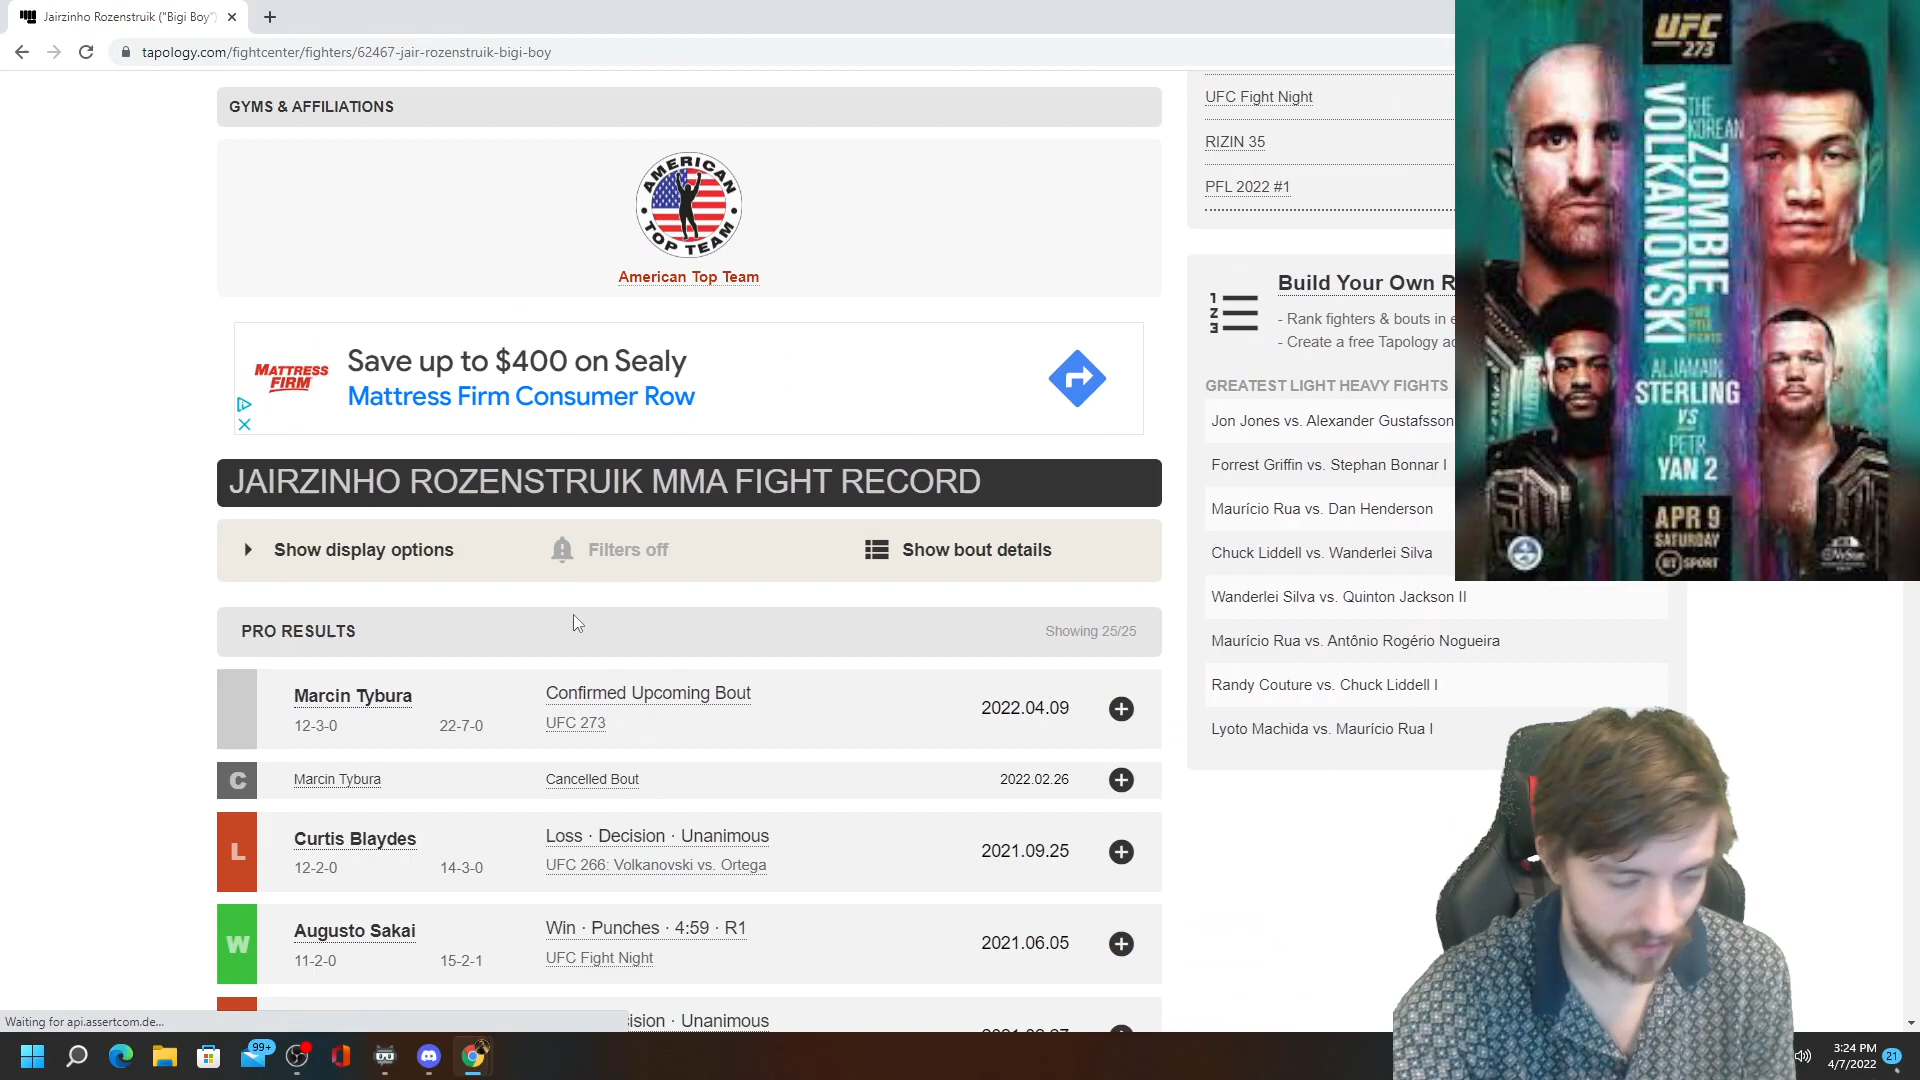 Jairzinho Rozenstruik ("Bigi Boy")
tapology.com/fightcenter/fighters/62467-jair-rozenstruik-bigi-boy
GYMS & AFFILIATIONS
AMERICAN
TOP TEAM
American Top Team
MATTRESS
FIRM
Save up to $400 on Sealy
Mattress Firm Consumer Row
JAIRZINHO ROZENSTRUIK MMA FIGHT RECORD
Show display options
Filters off
Show bout details
PRO RESULTS
Showing 25/25
Marcin Tybura
Confirmed Upcoming Bout
2022.04.09
12-3-0
22-7-0
UFC 273
C
Marcin Tybura
Cancelled Bout
2022.02.26
L
Curtis Blaydes
Loss · Decision · Unanimous
2021.09.25
12-2-0
14-3-0
UFC 266: Volkanovski vs. Ortega
W
Augusto Sakai
Win · Punches · 4:59 · R1
2021.06.05
11-2-0
15-2-1
UFC Fight Night
ision · Unanimous
Waiting for api.assertcom.de...
UFC Fight Night
RIZIN 35
PFL 2022 #1
1
2
3
Build Your Own R
- Rank fighters & bouts in e
- Create a free Tapology ac
GREATEST LIGHT HEAVY FIGHTS
Jon Jones vs. Alexander Gustafsson
Forrest Griffin vs. Stephan Bonnar I
Maurício Rua vs. Dan Henderson
Chuck Liddell vs. Wanderlei Silva
Wanderlei Silva vs. Quinton Jackson II
Maurício Rua vs. Antônio Rogério Nogueira
Randy Couture vs. Chuck Liddell I
Lyoto Machida vs. Maurício Rua I
UFC
273
VOLKANOVSKI
THE KOREAN
ZOMBIE
ALJAMAIN
STERLING
VS
PETR
YAN 2
APR 9
SATURDAY
BT SPORT
99+
3:24 PM
4/7/2022
21